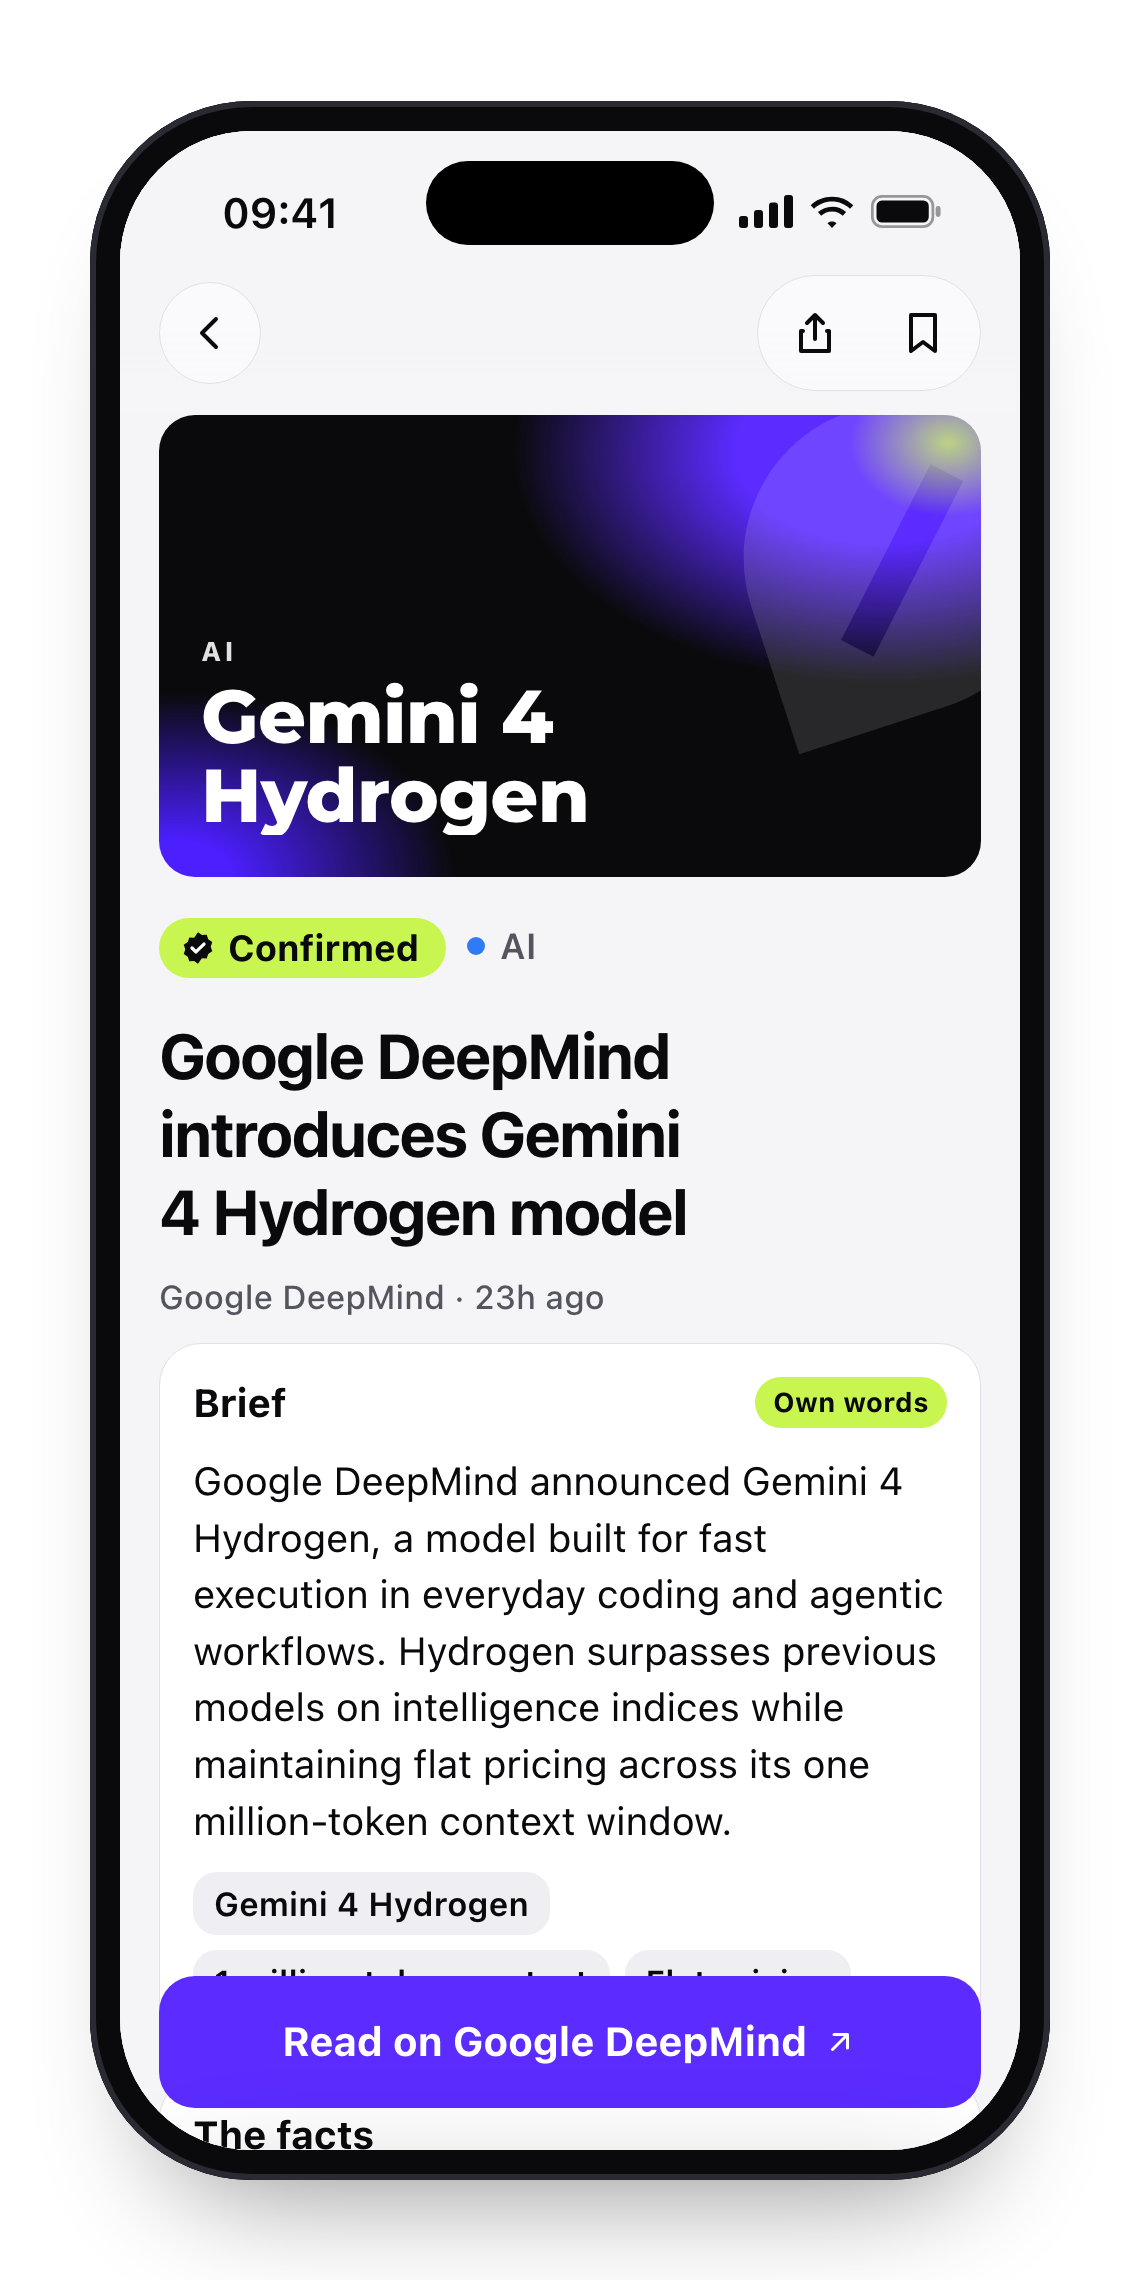 09:41
AI
Gemini 4
Hydrogen
Confirmed
AI
Google DeepMind
introduces Gemini
4 Hydrogen model
Google DeepMind · 23h ago
Brief
Own words
Google DeepMind announced Gemini 4
Hydrogen, a model built for fast
execution in everyday coding and agentic
workflows. Hydrogen surpasses previous
models on intelligence indices while
maintaining flat pricing across its one
million-token context window.
Gemini 4 Hydrogen
Read on Google DeepMind
The facts